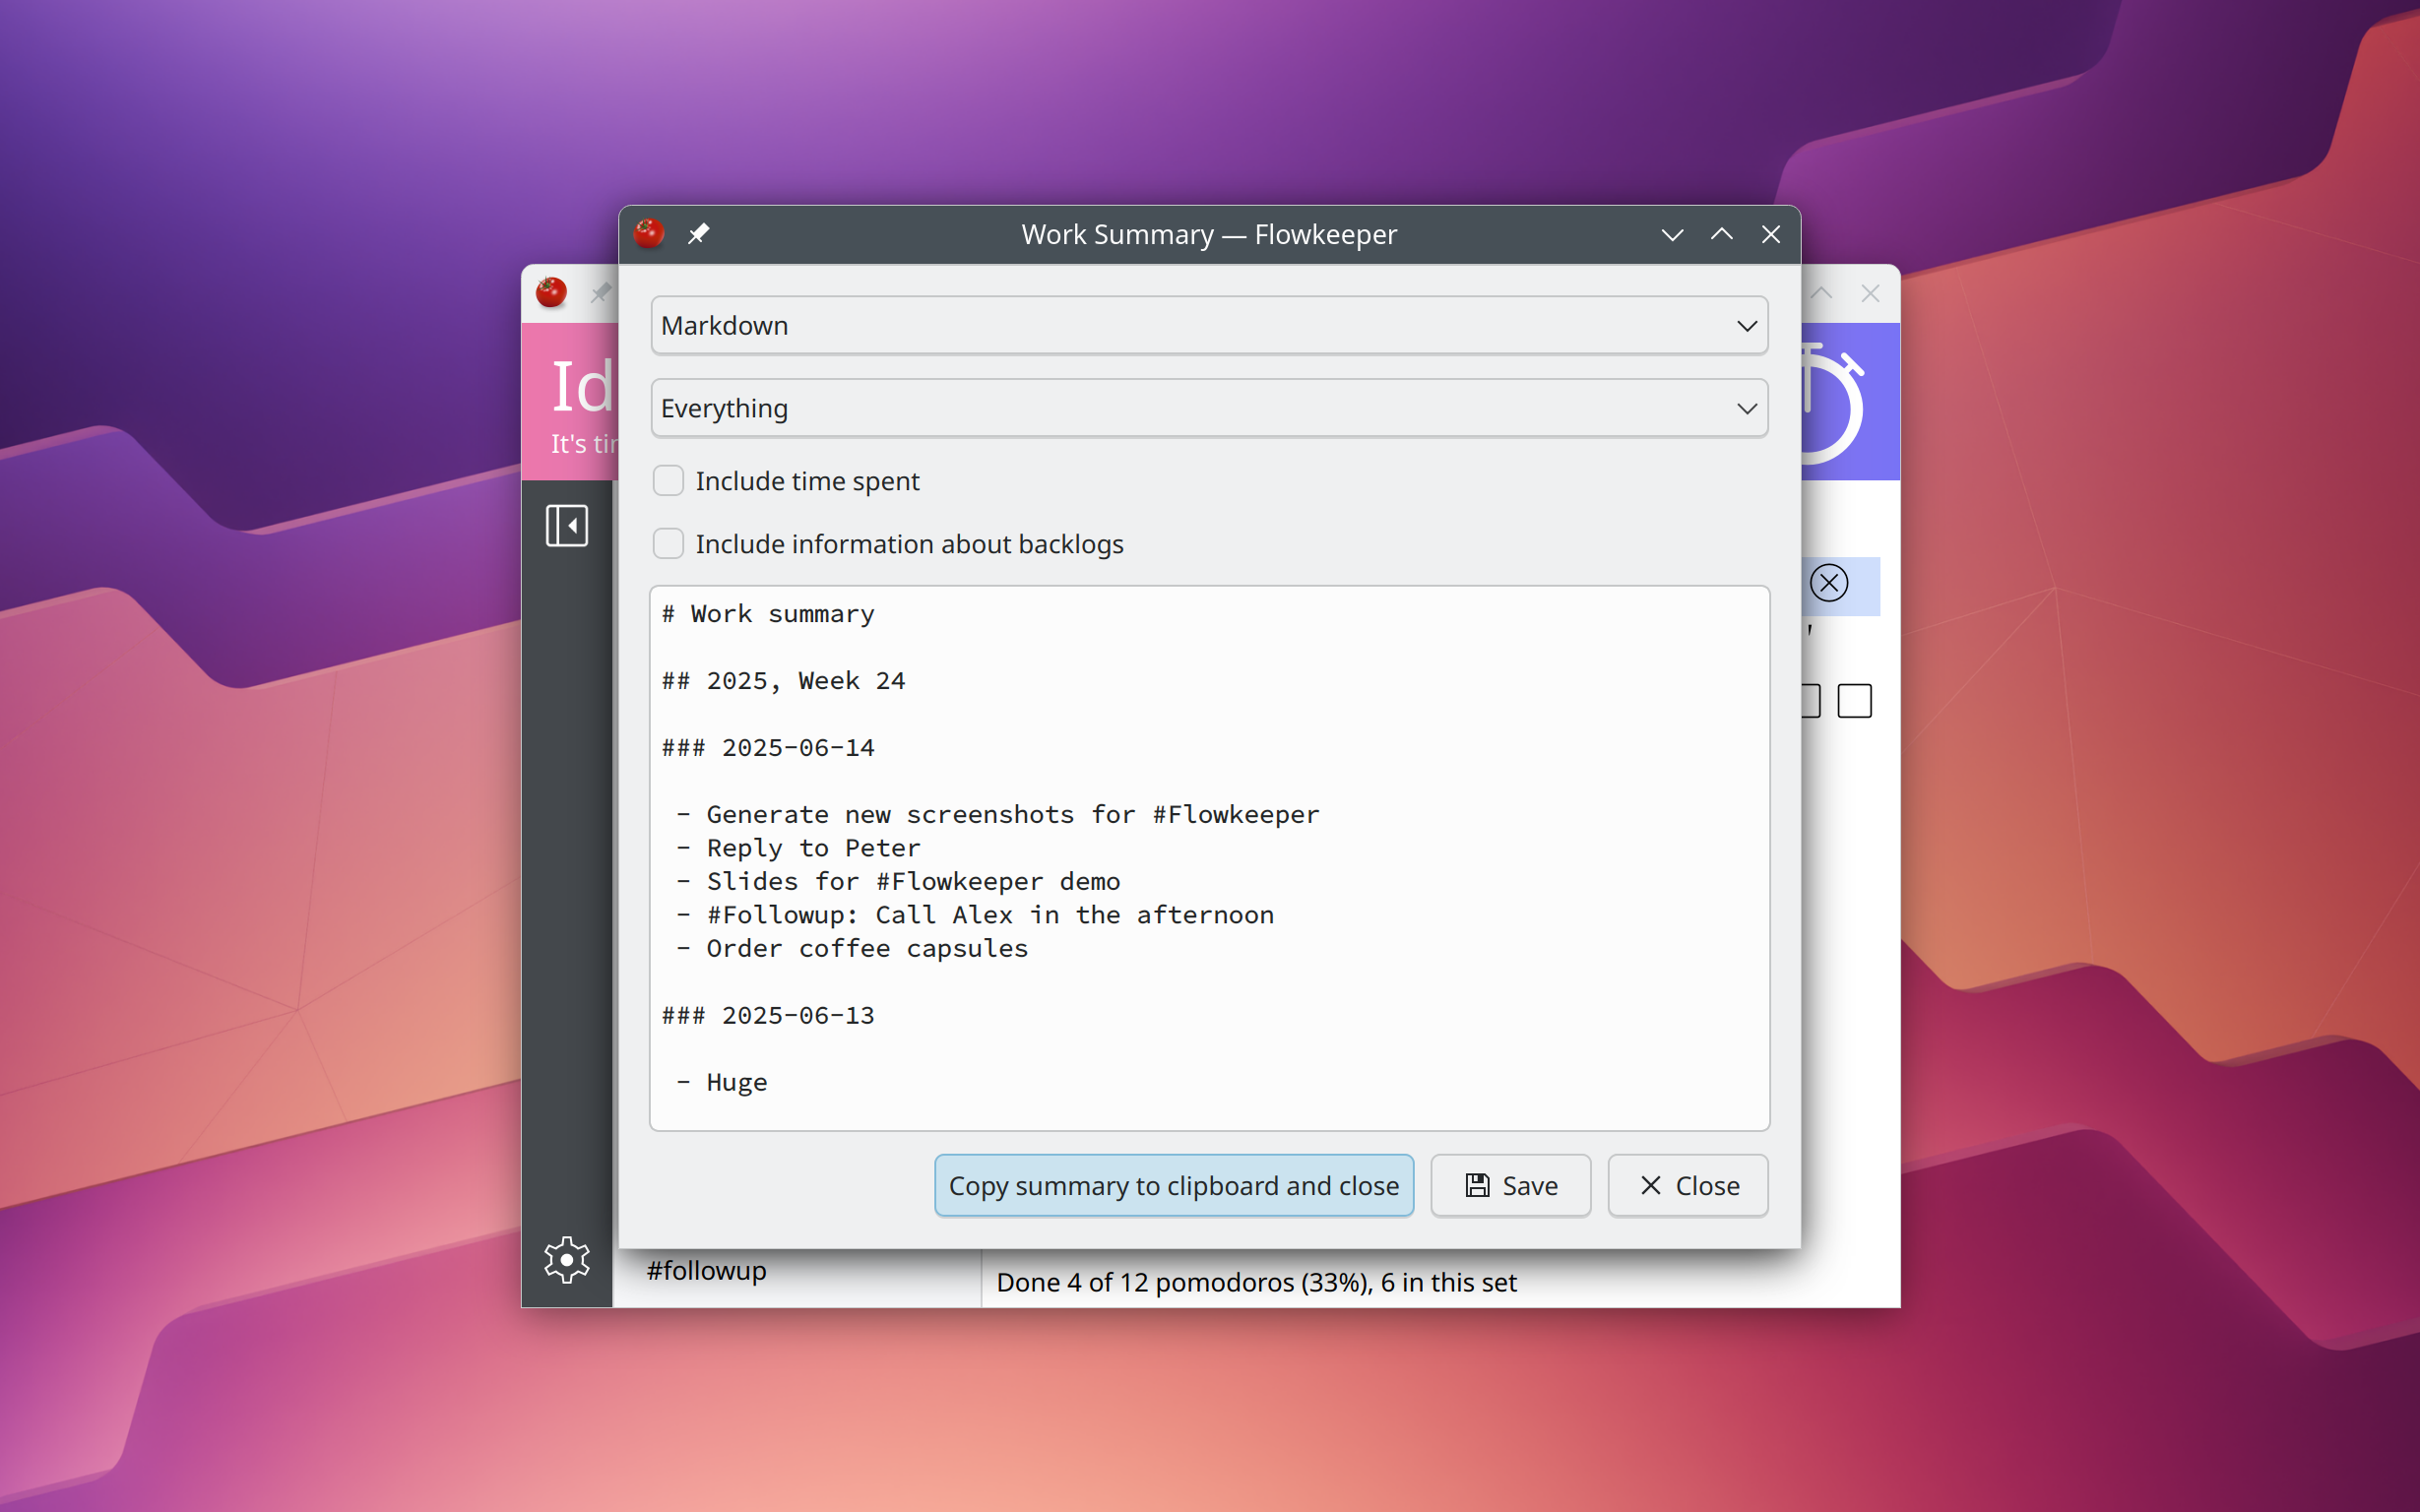 Work Summary — Flowkeeper
Markdown
Everything
Include time spent
Include information about backlogs
# Work summary
## 2025, Week 24
### 2025-06-14
- Generate new screenshots for #Flowkeeper
- Reply to Peter
- Slides for #Flowkeeper demo
- #Followup: Call Alex in the afternoon
- Order coffee capsules
### 2025-06-13
- Huge
Copy summary to clipboard and close
Save
Close
Id
It's
#followup
Done 4 of 12 pomodoros (33%), 6 in this set